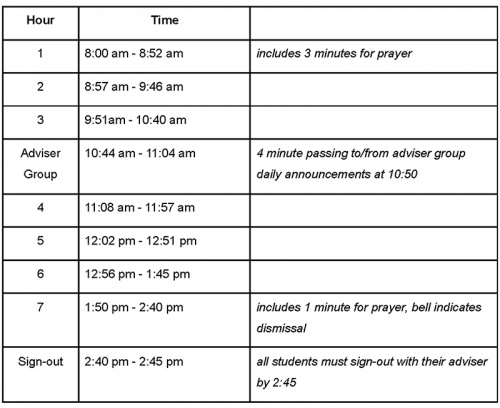 Hour Time
1 8:00 am - 8:52 am includes 3 minutes for prayer
2 8:57 am - 9:46 am
3 9:51am - 10:40 am
Adviser Group 10:44 am - 11:04 am 4 minute passing to/from adviser group
daily announcements at 10:50
4 11:08 am - 11:57 am
5 12:02 pm - 12:51 pm
6 12:56 pm - 1:45 pm
7 1:50 pm - 2:40 pm includes 1 minute for prayer, bell indicates
dismissal
Sign-out 2:40 pm - 2:45 pm all students must sign-out with their adviser
by 2:45